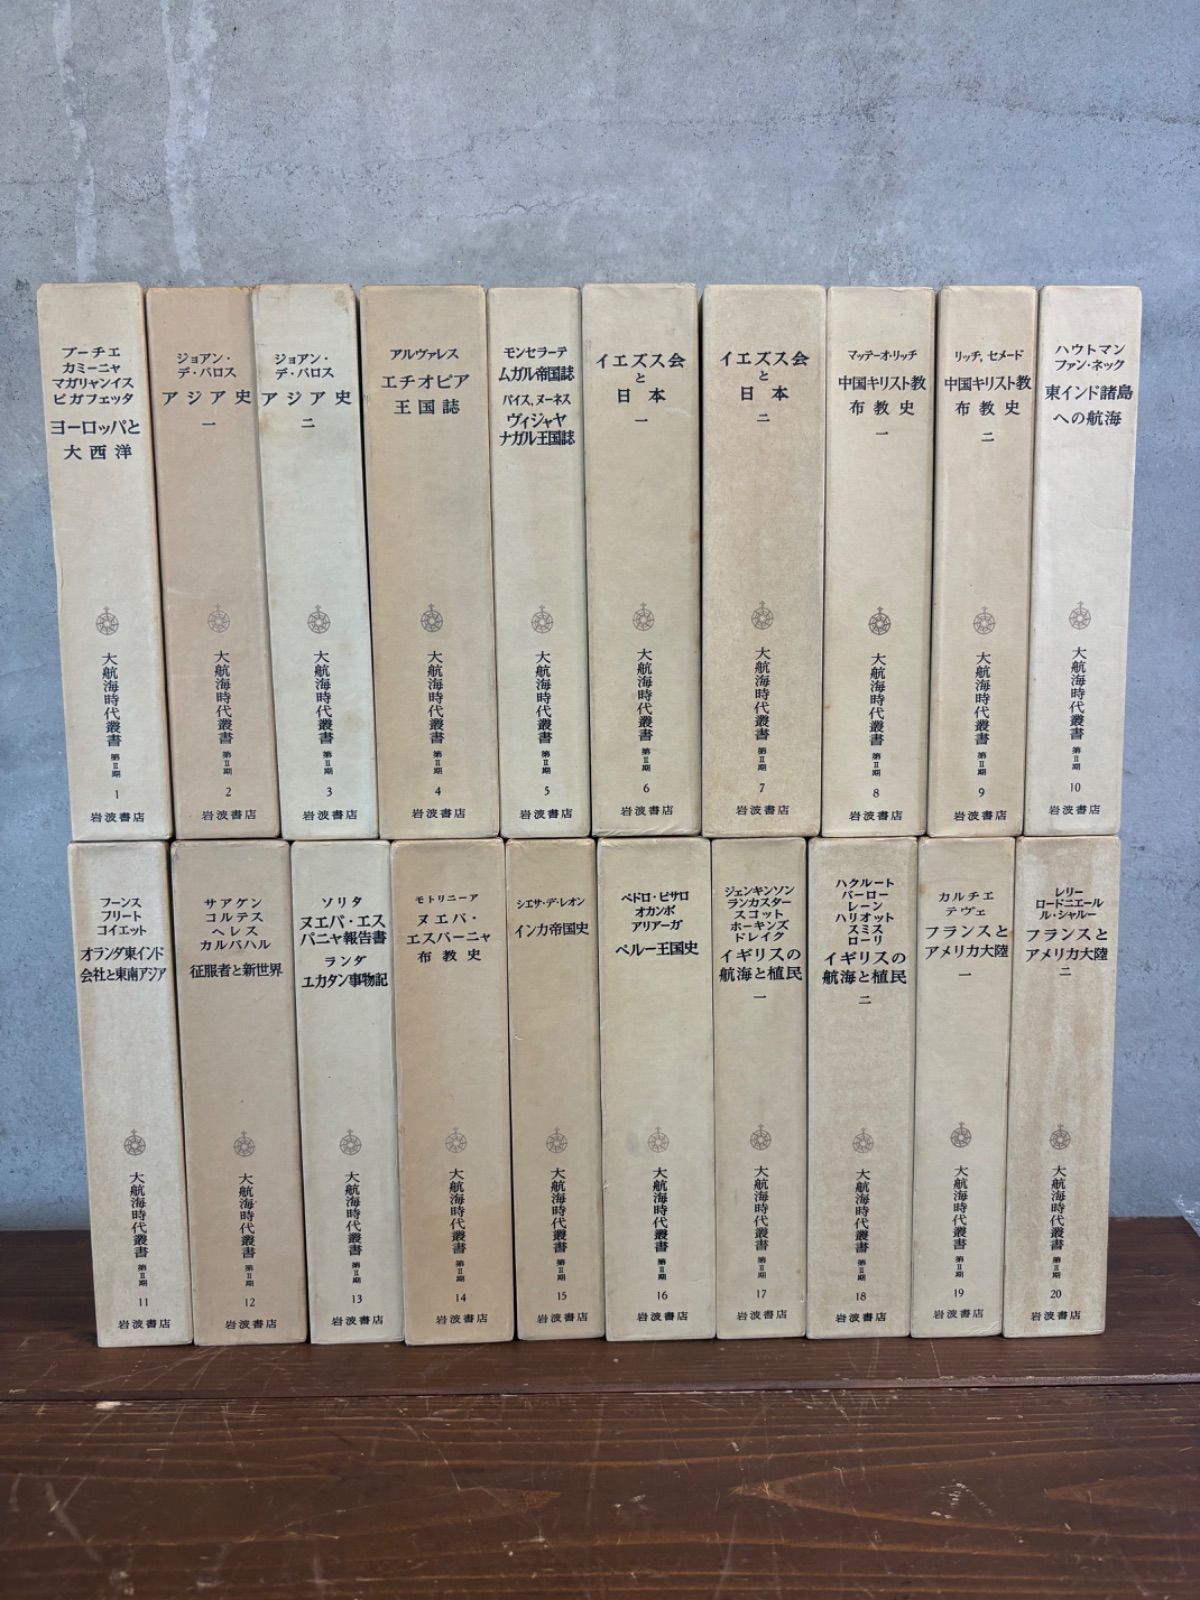 プーチエ
カミーニャ
マガリャンイス
ピガフェッタ
ヨーロッパと
大西洋
大航海時代叢書
第II期
1
岩波書店
ジョアン・
デ・バロス
アジア史
一
大航海時代叢書
第II期
2
岩波書店
ジョアン・
デ・バロス
アジア史
二
大航海時代叢書
第II期
3
岩波書店
アルヴァレス
エチオピア
王国誌
大航海時代叢書
第II期
4
岩波書店
モンセラーテ
ムガル帝国誌
パイス, ヌーネス
ヴィジャヤ
ナガル王国誌
大航海時代叢書
第II期
5
岩波書店
イエズス会
と
日本
一
大航海時代叢書
第II期
6
岩波書店
イエズス会
と
日本
二
大航海時代叢書
第II期
7
岩波書店
マッテーオ・リッチ
中国キリスト教
布教史
一
大航海時代叢書
第II期
8
岩波書店
リッチ, セメード
中国キリスト教
布教史
二
大航海時代叢書
第II期
9
岩波書店
ハウトマン
ファン・ネック
東インド諸島
への航海
大航海時代叢書
第II期
10
岩波書店
フーンス
フリート
コイエット
オランダ東インド
会社と東南アジア
大航海時代叢書
第II期
11
岩波書店
サアグン
コルテス
ヘレス
カルバハル
征服者と新世界
大航海時代叢書
第II期
12
岩波書店
ソリタ
ヌエバ・エス
パニャ報告書
ランダ
ユカタン事物記
大航海時代叢書
第II期
13
岩波書店
モトリニーア
ヌエバ・
エスパーニャ
布教史
大航海時代叢書
第II期
14
岩波書店
シエサ・デ・レオン
インカ帝国史
大航海時代叢書
第II期
15
岩波書店
ペドロ・ピサロ
オカンポ
アリアーガ
ペルー王国史
大航海時代叢書
第II期
16
岩波書店
ジェンキンソン
ランカスター
スコット
ホーキンズ
ドレイク
イギリスの
航海と植民
一
大航海時代叢書
第II期
17
岩波書店
ハクルート
バーロー
レーン
ハリオット
スミス
ローリ
イギリスの
航海と植民
二
大航海時代叢書
第II期
18
岩波書店
カルチエ
テヴェ
フランスと
アメリカ大陸
一
大航海時代叢書
第II期
19
岩波書店
レリー
ロードニエール
ル・シャルー
フランスと
アメリカ大陸
二
大航海時代叢書
第II期
20
岩波書店